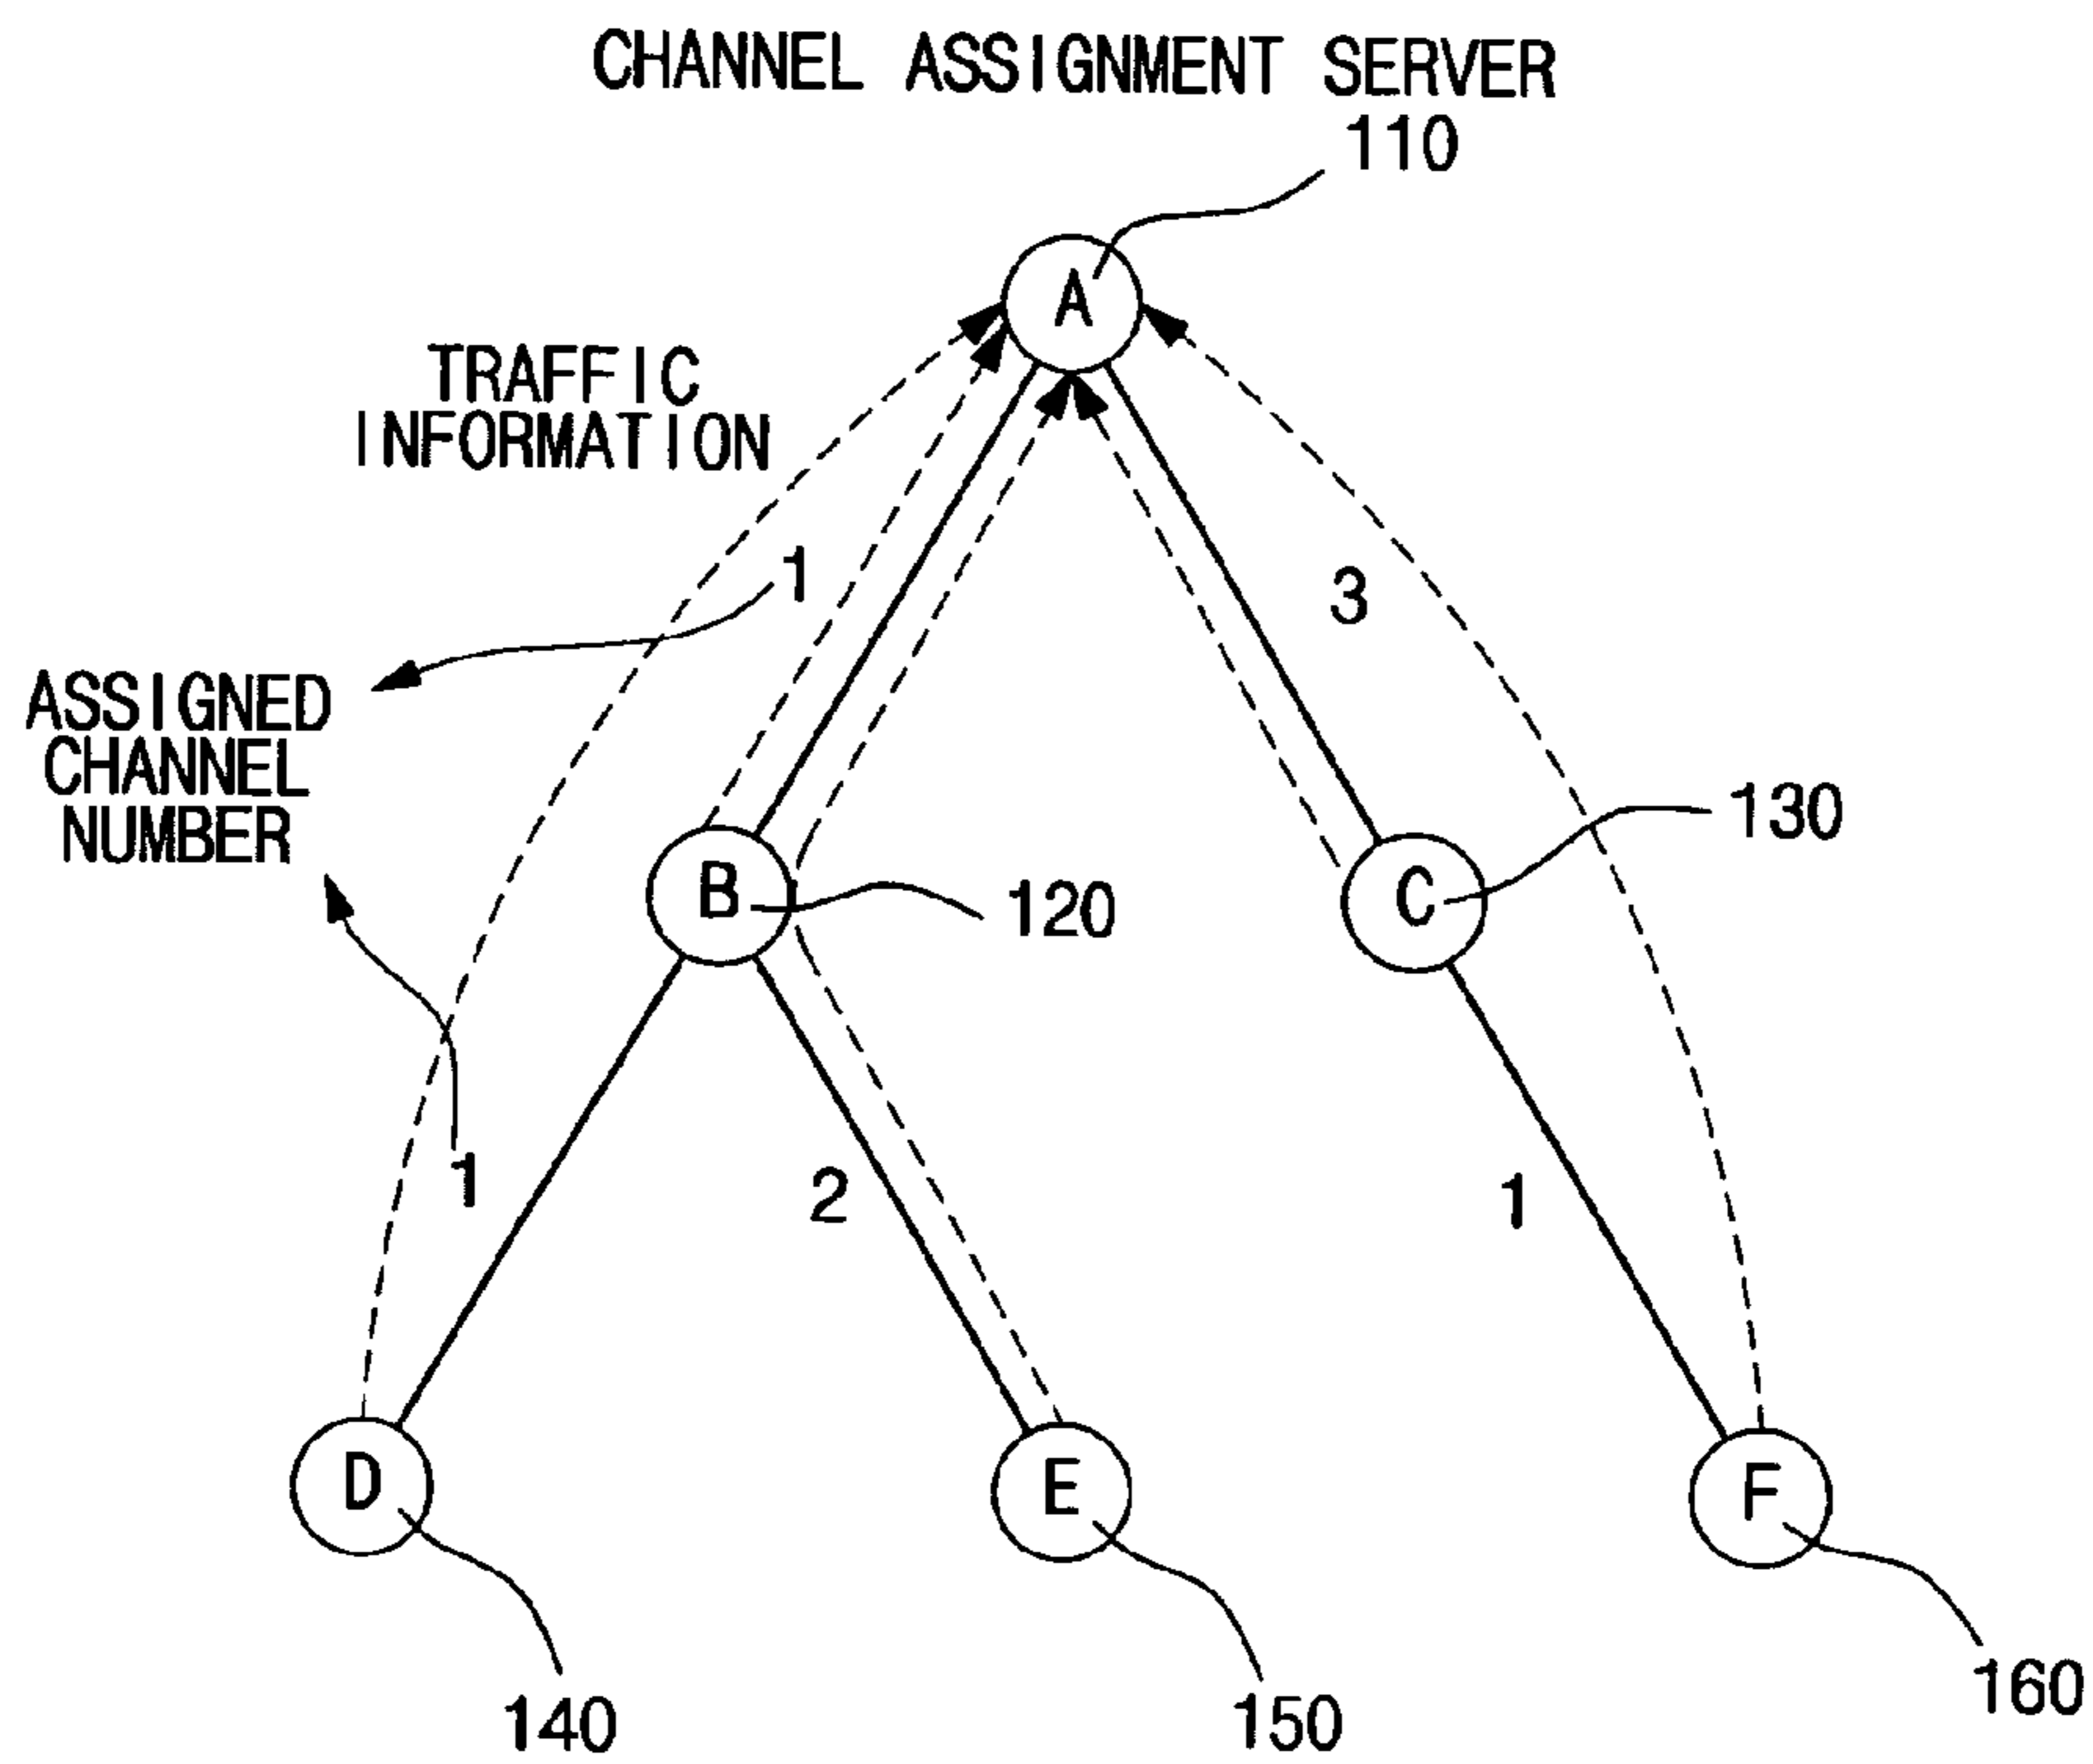 CHANNEL ASSIGNMENT SERVER
110
A
TRAFFIC
INFORMATION
1
3
ASSIGNED
CHANNEL
NUMBER
130
B
120
C
1
2
1
D
E
F
140
150
160